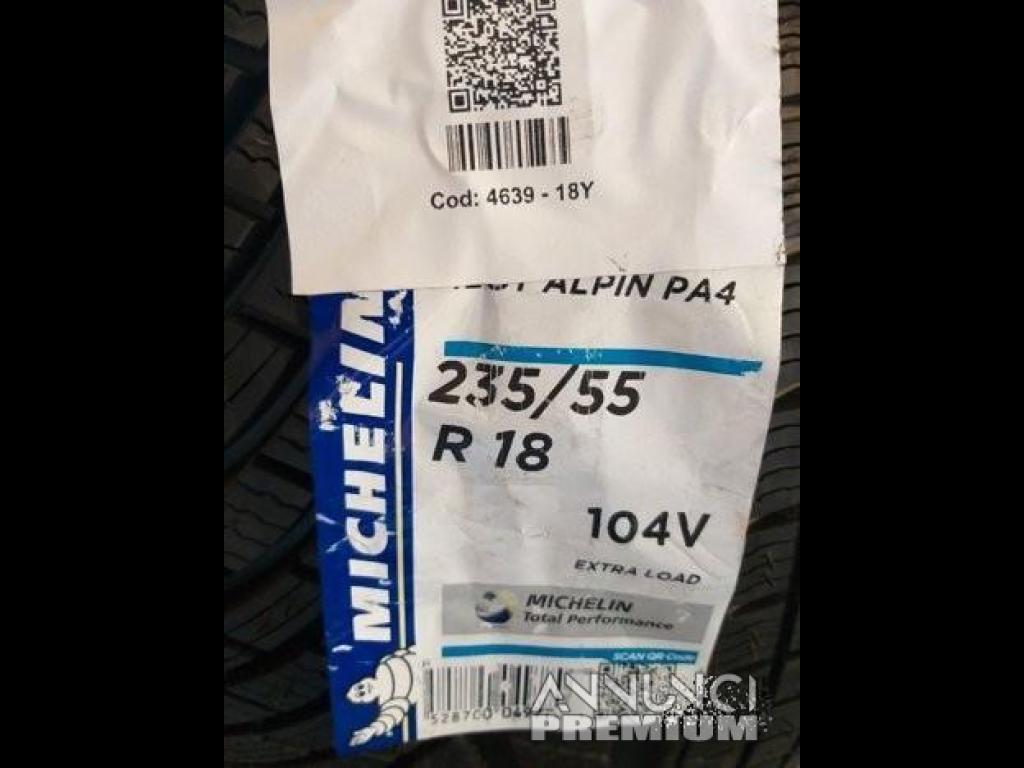 Cod: 4639 - 18Y
ALPIN PA4
MICHELIN
235/55
R 18
104V
EXTRA LOAD
MICHELIN
Total Performance
SCAN QR Code
ANNUNCI
PREMIUM